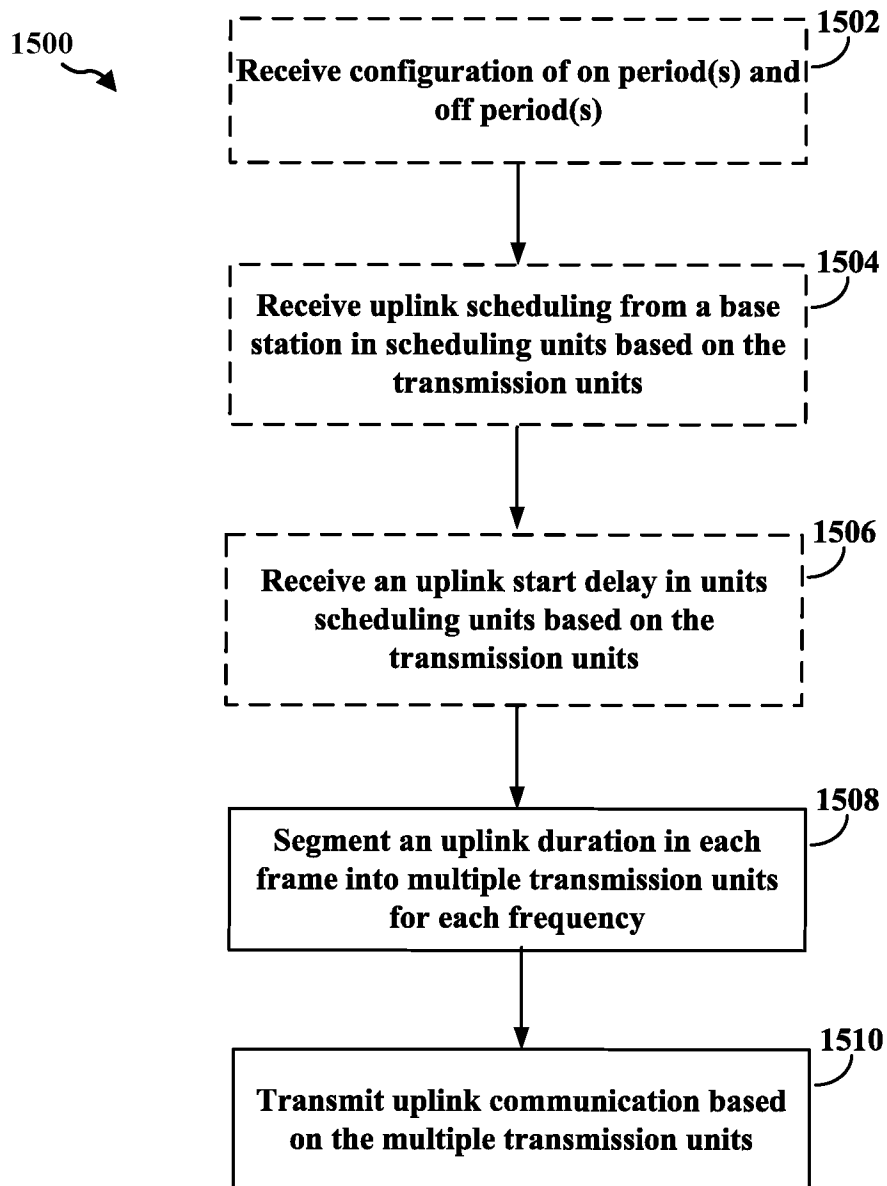 1500
1502
Receive configuration of on period(s) and
off period(s)
1504
Receive uplink scheduling from a base
station in scheduling units based on the
transmission units
1506
Receive an uplink start delay in units
scheduling units based on the
transmission units
1508
Segment an uplink duration in each
frame into multiple transmission units
for each frequency
1510
Transmit uplink communication based
on the multiple transmission units